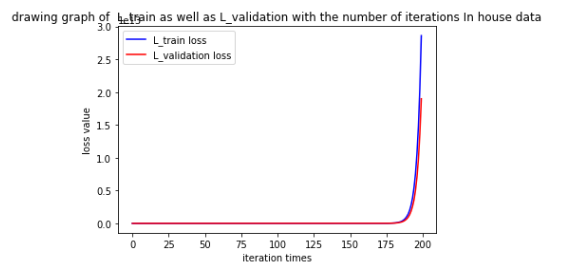 drawing graph of L_train as well as L_validation with the number of iterations In house data
3.0
L_train loss
L_validation loss
2.5
2.0
1.5
1.0
0.5
0.0
loss value
0 25 50 75 100 125 150 175 200
iteration times